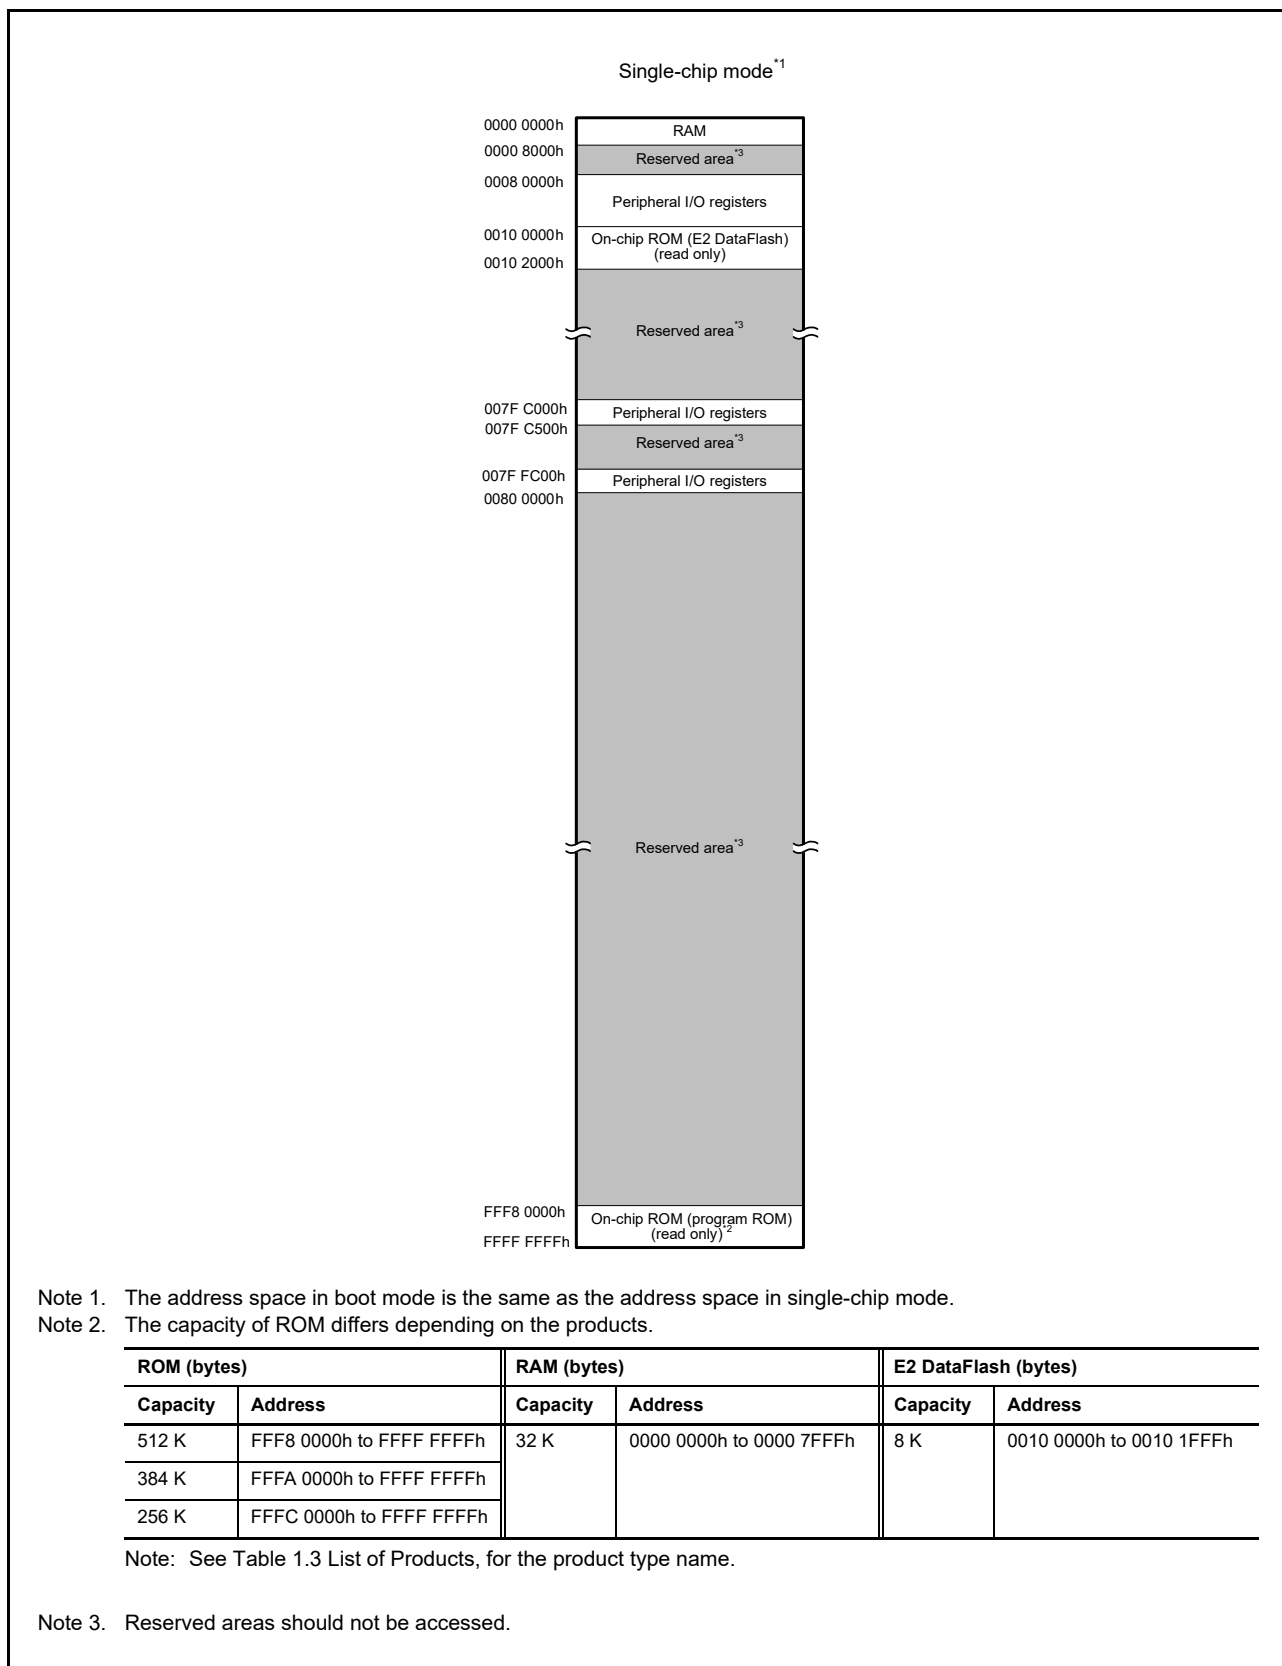 Single-chip mode*1
0000 0000h
RAM
0000 8000h
Reserved area*3
0008 0000h
Peripheral I/O registers
0010 0000h
On-chip ROM (E2 DataFlash)
(read only)
0010 2000h
Reserved area*3
007F C000h
Peripheral I/O registers
007F C500h
Reserved area*3
007F FC00h
Peripheral I/O registers
0080 0000h
Reserved area*3
FFF8 0000h
On-chip ROM (program ROM)
(read only)*2
FFFF FFFFh
Note 1. The address space in boot mode is the same as the address space in single-chip mode.
Note 2. The capacity of ROM differs depending on the products.
ROM (bytes) RAM (bytes) E2 DataFlash (bytes)
Capacity Address Capacity Address Capacity Address
512 K FFF8 0000h to FFFF FFFFh 32 K 0000 0000h to 0000 7FFFh 8 K 0010 0000h to 0010 1FFFh
384 K FFFA 0000h to FFFF FFFFh
256 K FFFC 0000h to FFFF FFFFh
Note: See Table 1.3 List of Products, for the product type name.
Note 3. Reserved areas should not be accessed.